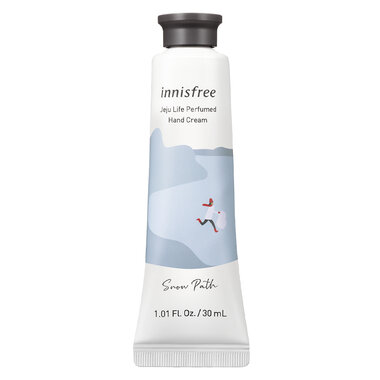 innisfree
Jeju Life Perfumed
Hand Cream
Snow Path
1.01 Fl. Oz. / 30 mL